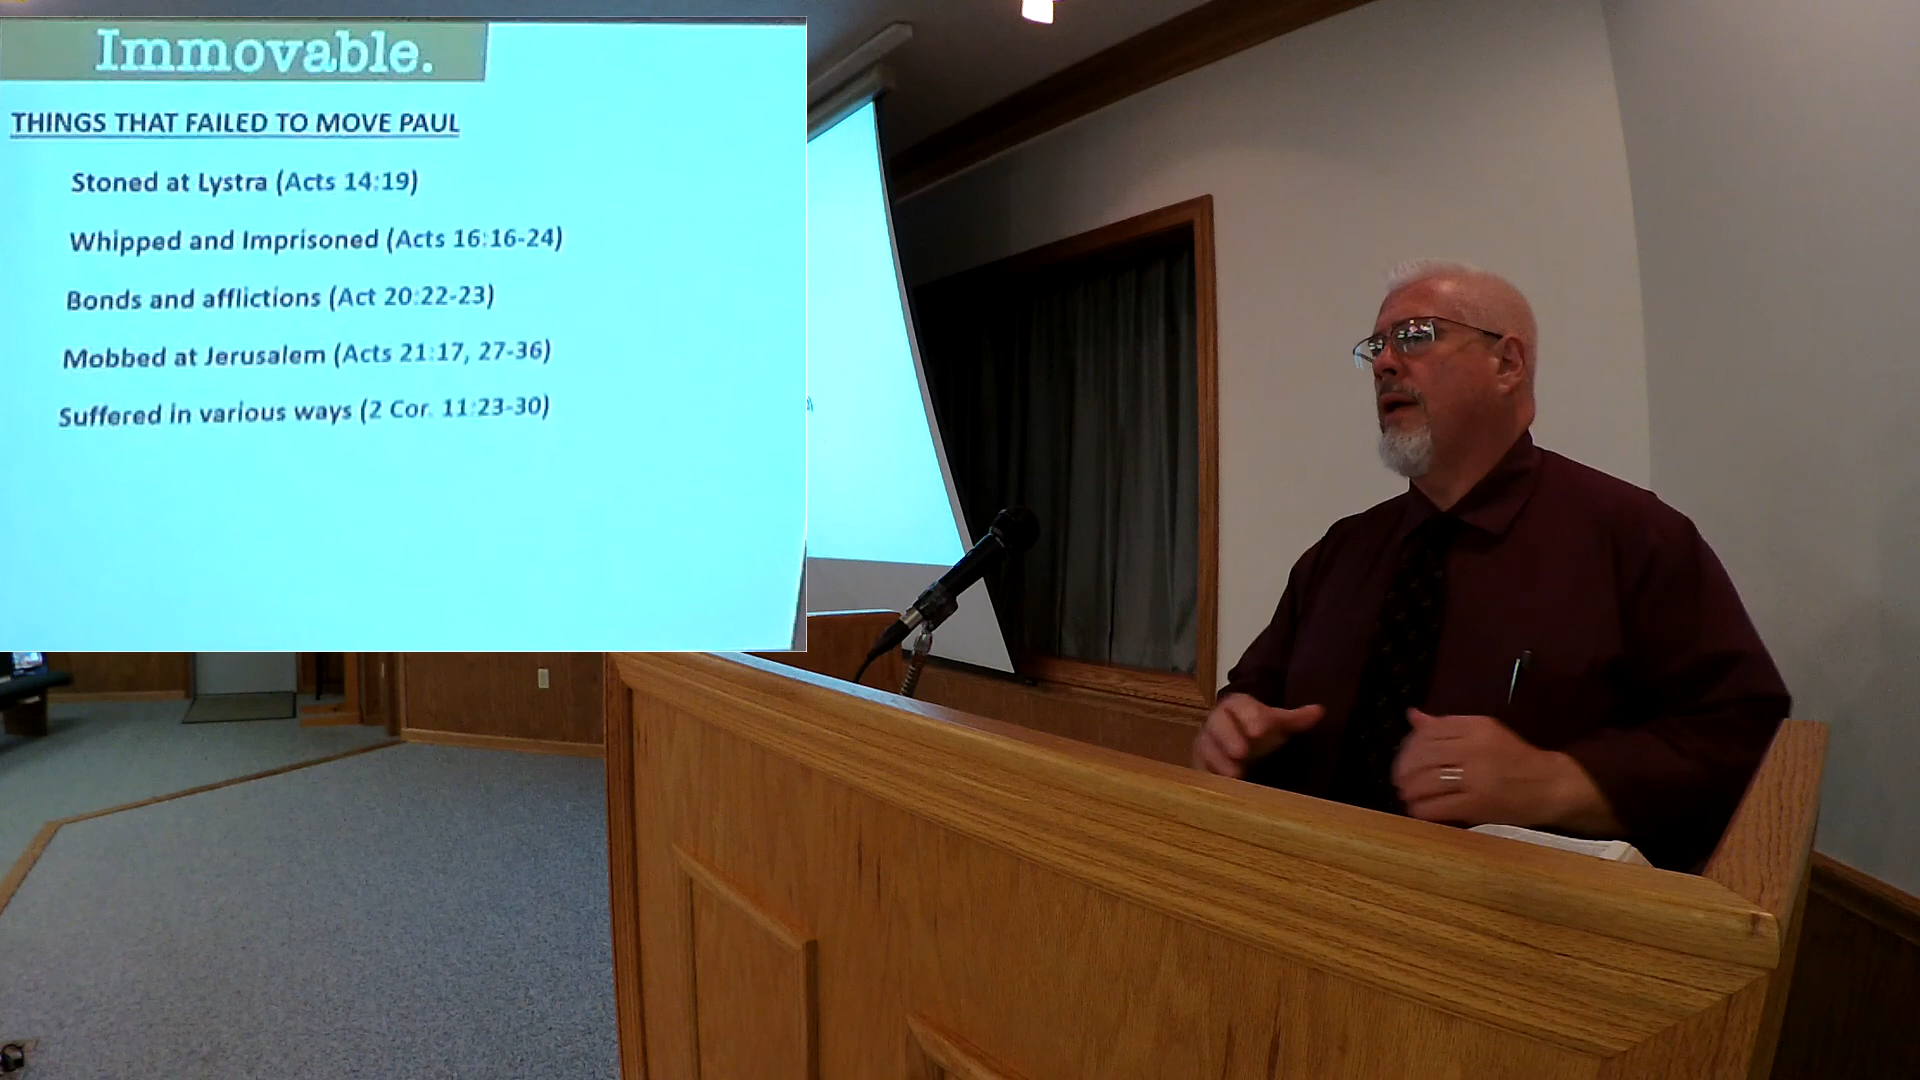 Immovable.
THINGS THAT FAILED TO MOVE PAUL
Stoned at Lystra (Acts 14:19)
Whipped and Imprisoned (Acts 16:16-24)
Bonds and afflictions (Act 20:22-23)
Mobbed at Jerusalem (Acts 21:17, 27-36)
Suffered in various ways (2 Cor. 11:23-30)